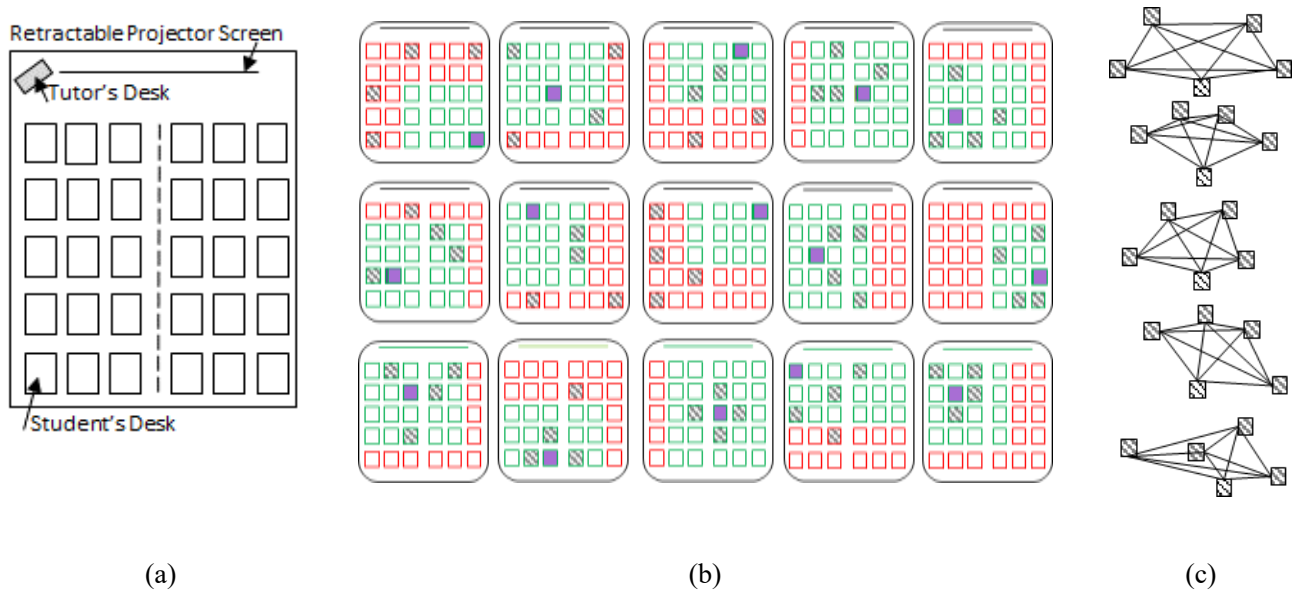 Retractable Projector Screen
Tutor's Desk
Student's Desk
(a)
(b)
(c)